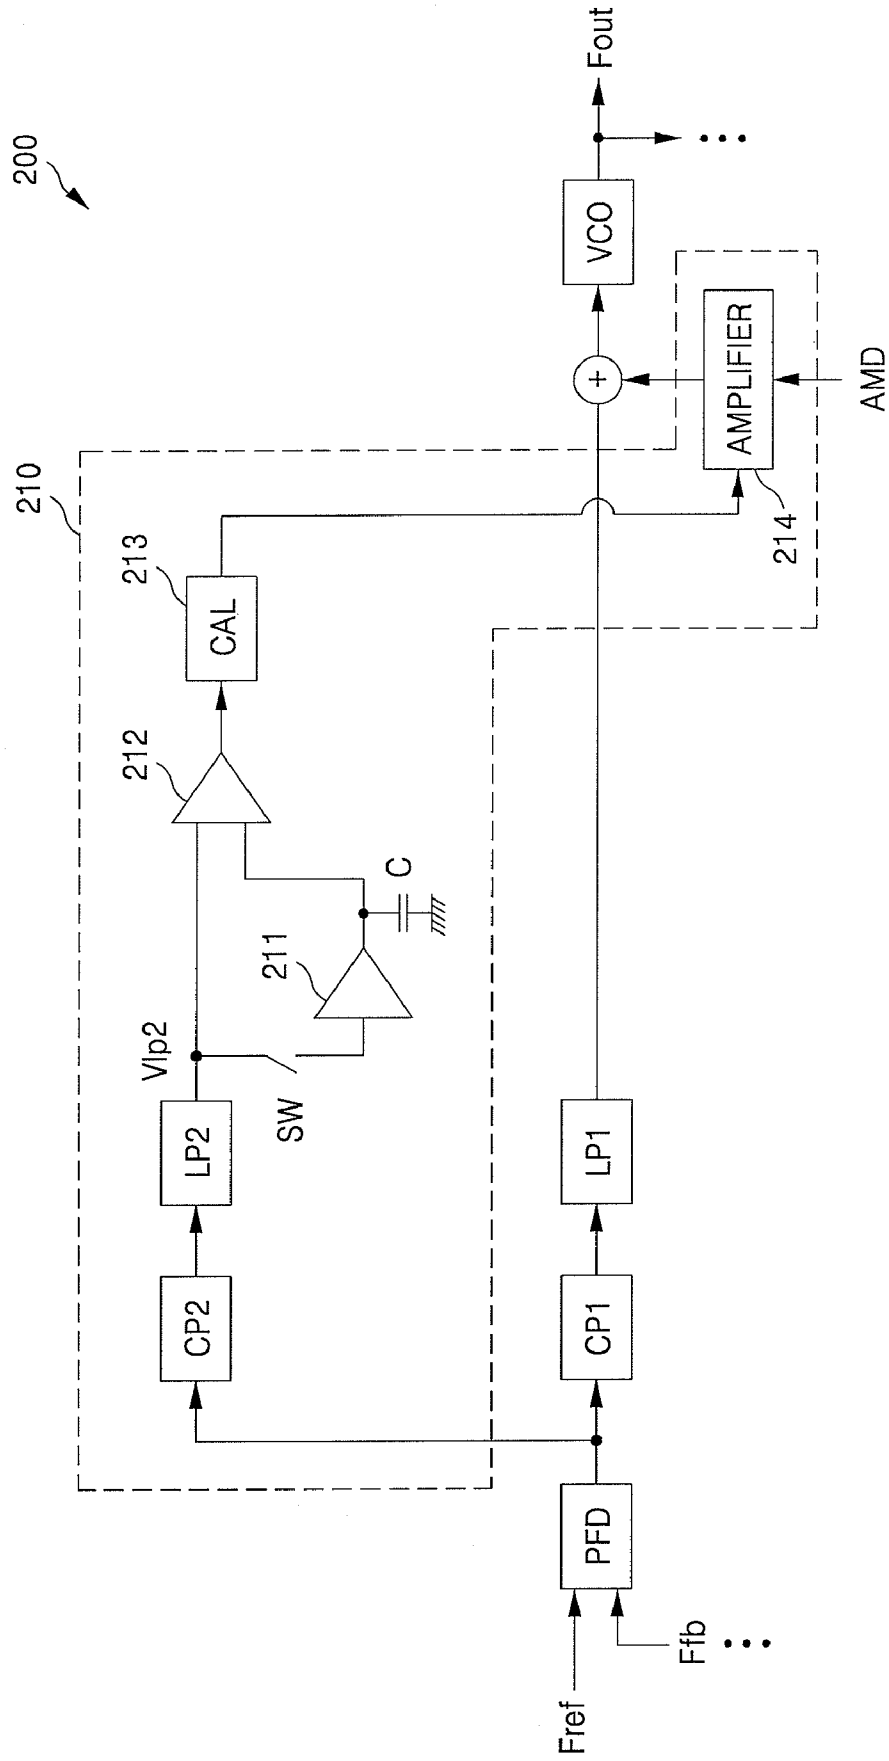 200
210
213
CAL
212
211
C
Vlp2
SW
LP2
CP2
Fout
VCO
+
AMPLIFIER
214
AMD
LP1
CP1
PFD
Fref
Ffb